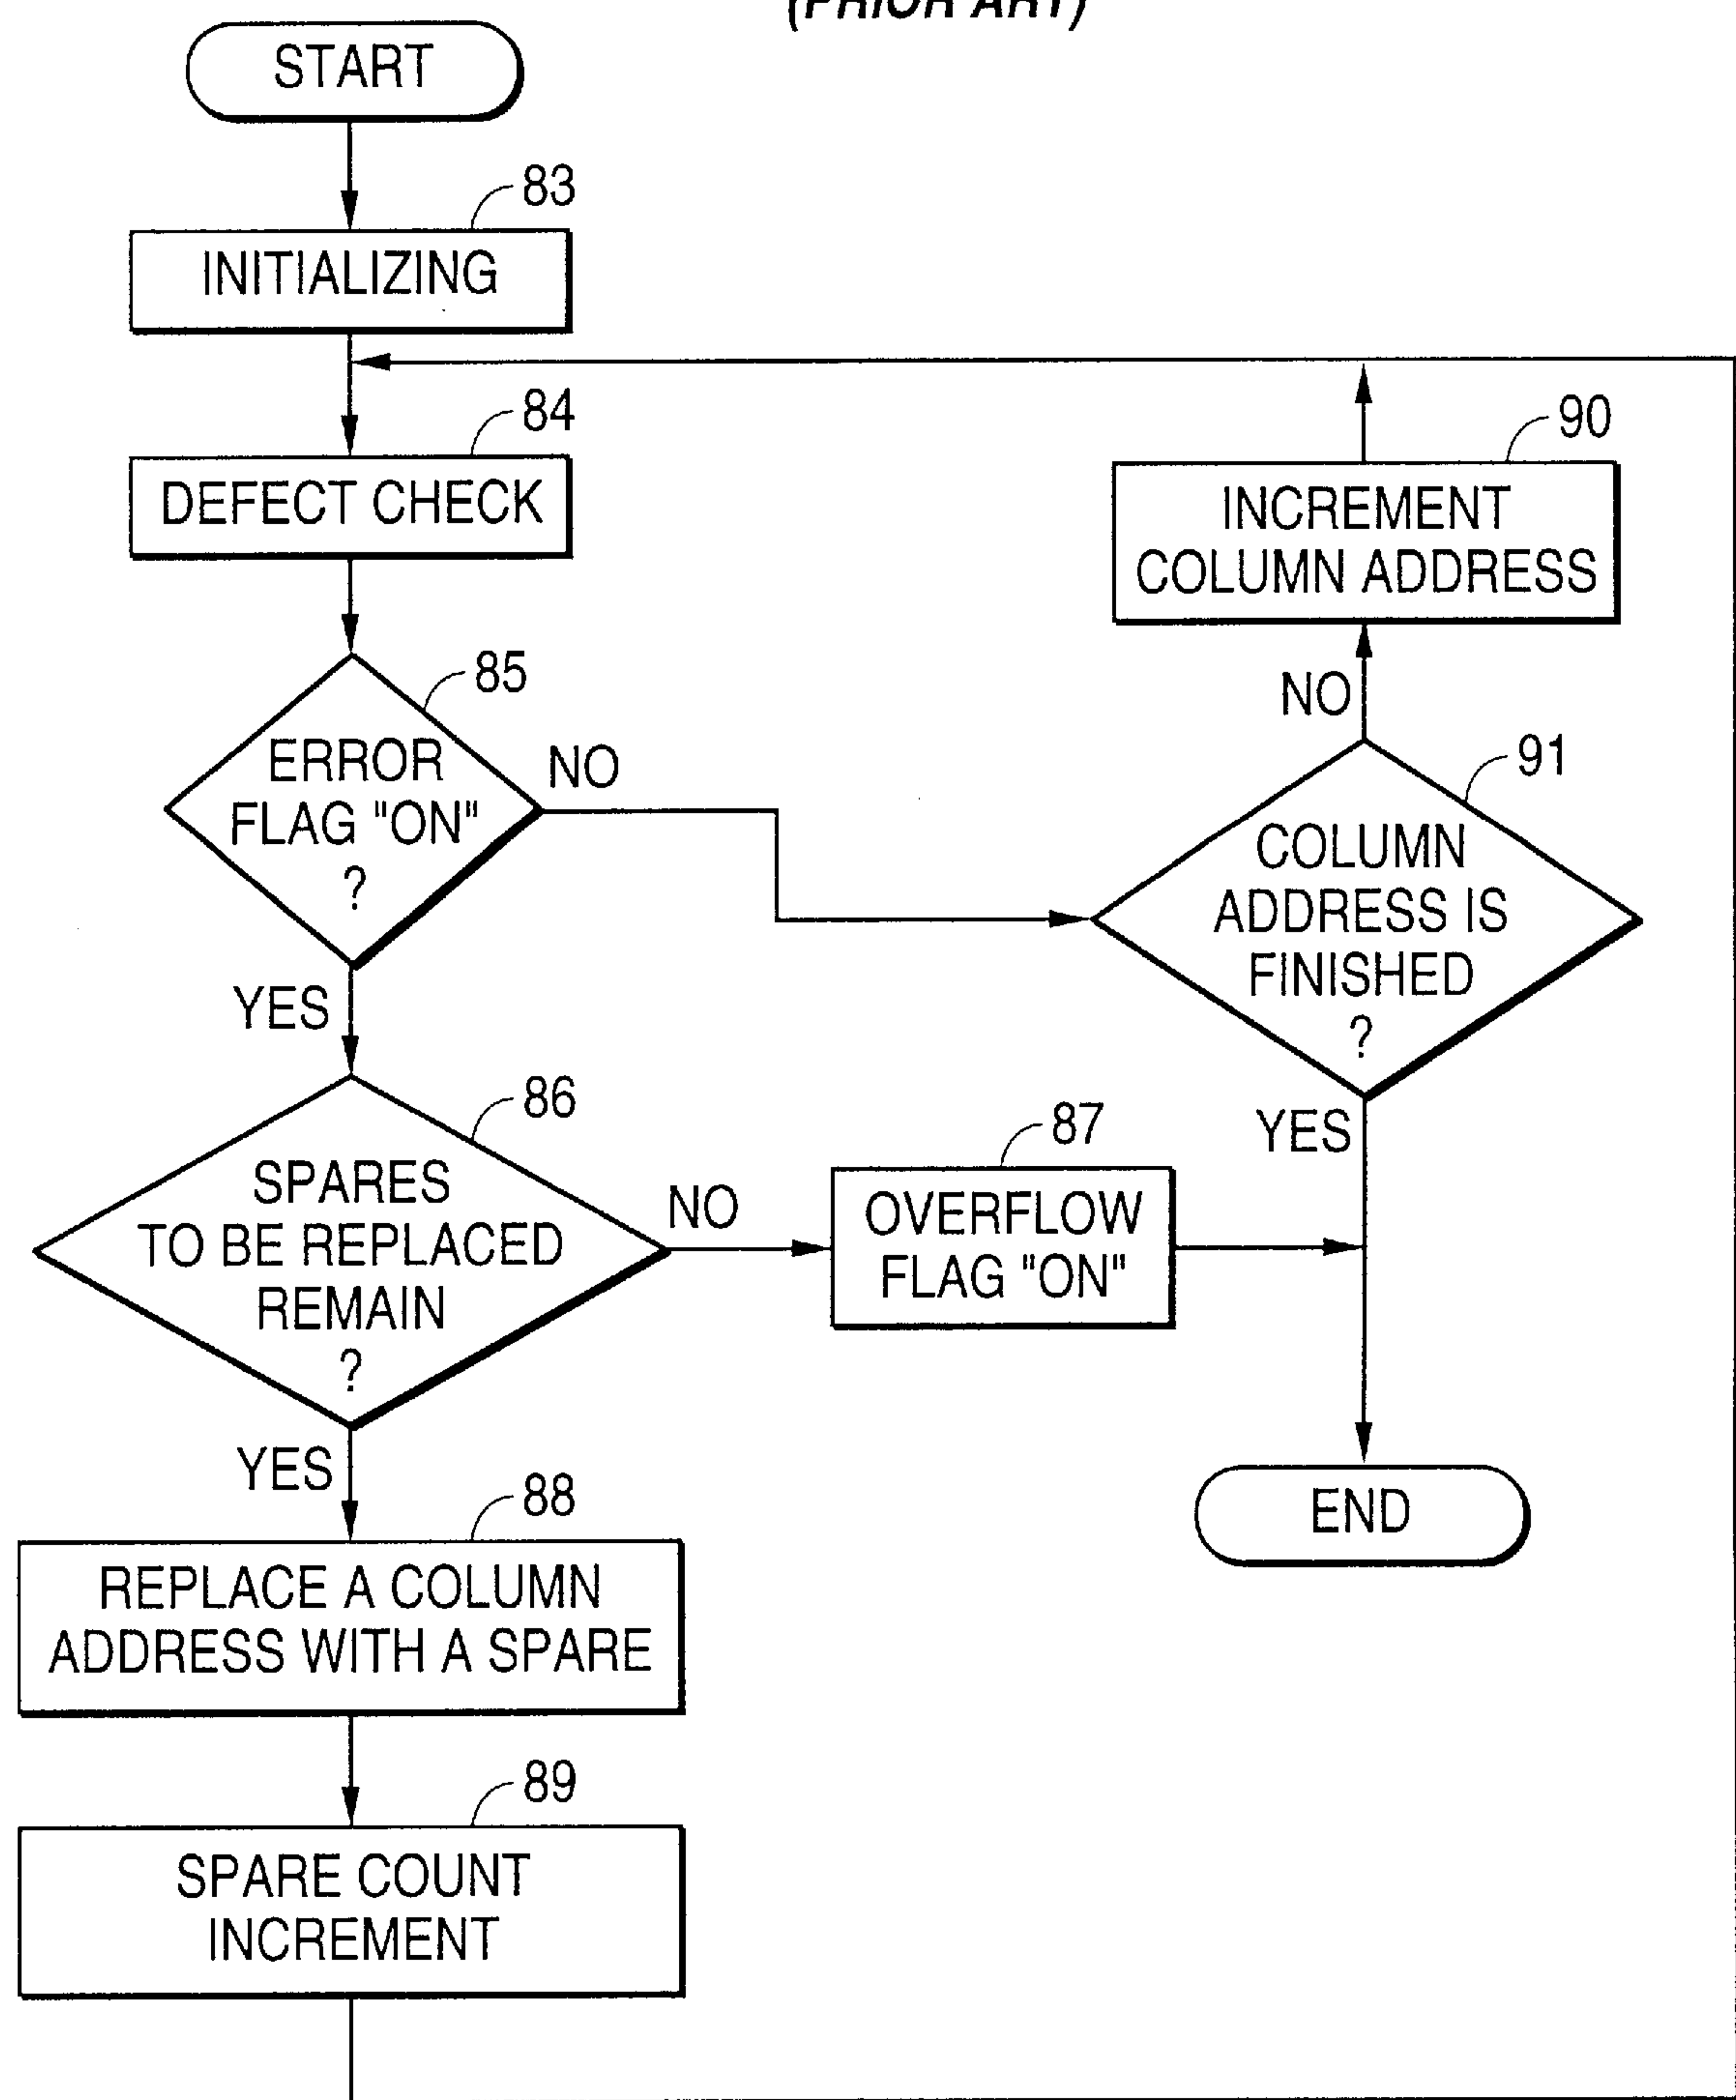 (PRIOR ART)
START
83
INITIALIZING
84
DEFECT CHECK
90
INCREMENT
COLUMN ADDRESS
85
ERROR
FLAG "ON"
?
NO
NO
91
COLUMN
ADDRESS IS
FINISHED
?
YES
YES
86
SPARES
TO BE REPLACED
REMAIN
?
NO
87
OVERFLOW
FLAG "ON"
YES
88
REPLACE A COLUMN
ADDRESS WITH A SPARE
END
89
SPARE COUNT
INCREMENT